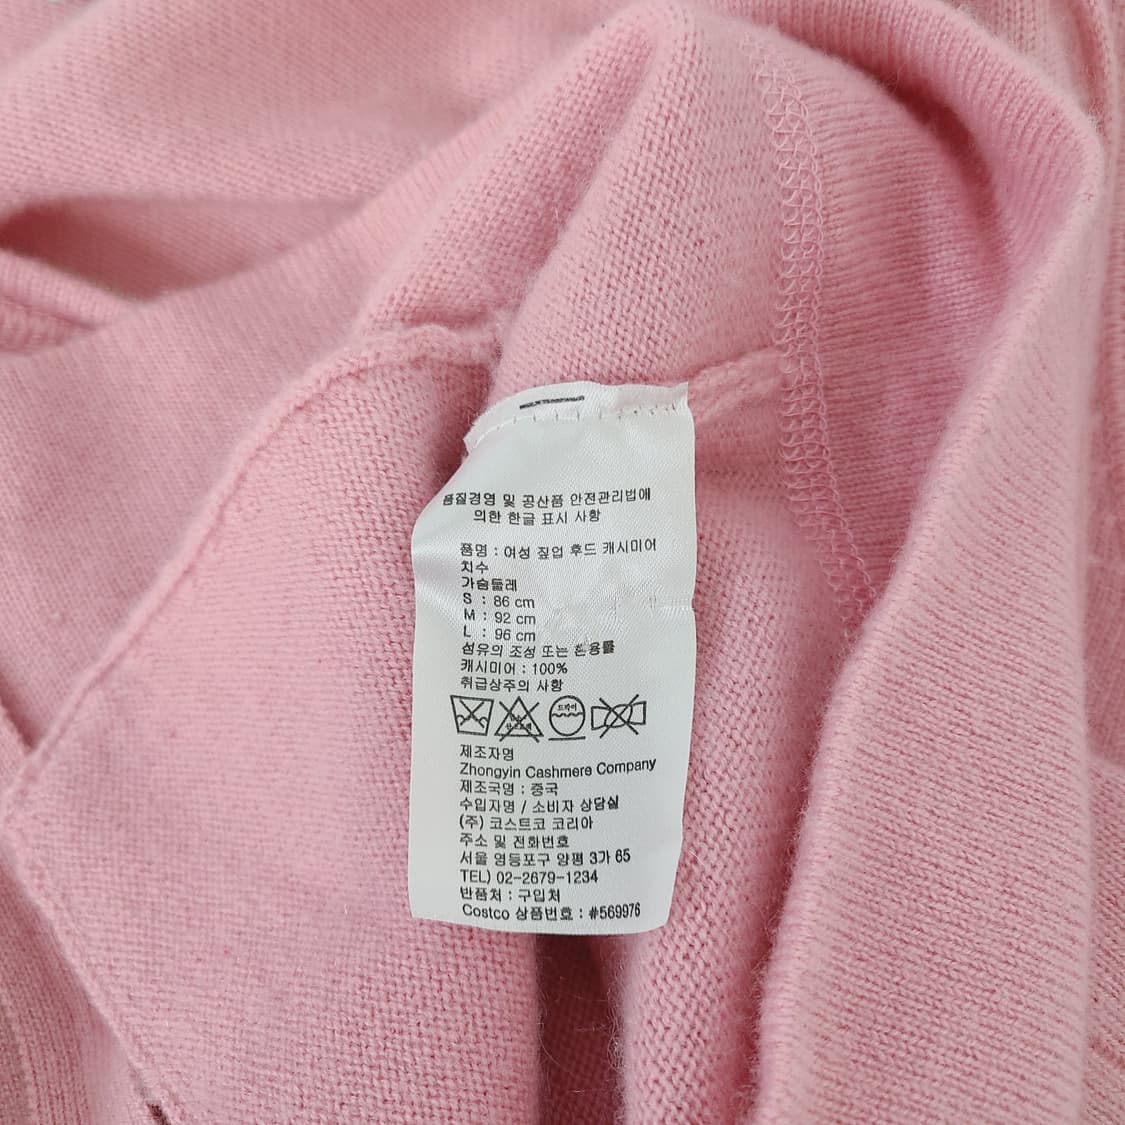 품질경영 및 공산품 안전관리법에
의한 한글 표시 사항
품명 : 여성 짚업 후드 캐시미어
치수
가슴둘레
S : 86 cm
M : 92 cm
L : 96 cm
섬유의 조성 또는 혼용률
캐시미어 : 100%
취급상주의 사항
드라이
제조자명
Zhongyin Cashmere Company
제조국명 : 중국
수입자명 / 소비자 상담실
(주) 코스트코 코리아
주소 및 전화번호
서울 영등포구 양평 3가 65
TEL) 02-2679-1234
반품처 : 구입처
Costco 상품번호 : #569976